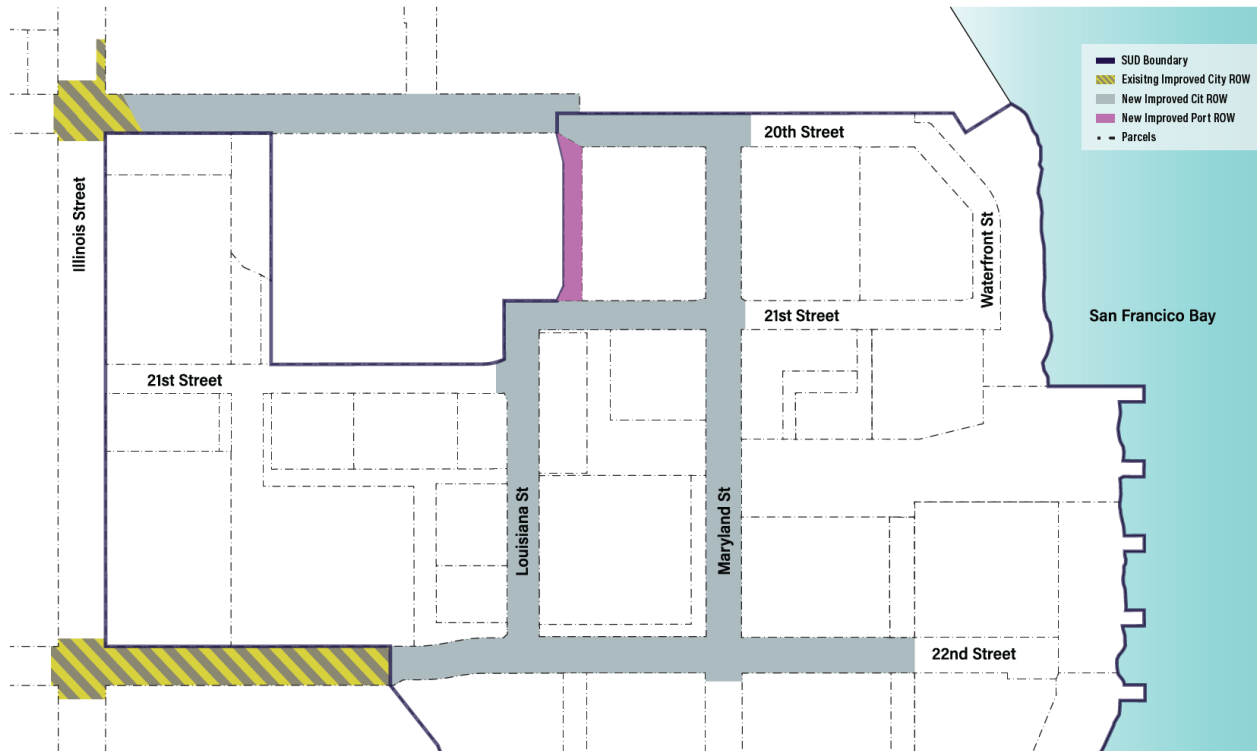 SUD Boundary
Exisitng Improved City ROW
New Improved Cit ROW
New Improved Port ROW
Parcels
20th Street
Illinois Street
Waterfront St
21st Street
San Francico Bay
21st Street
Louisiana St
Maryland St
22nd Street